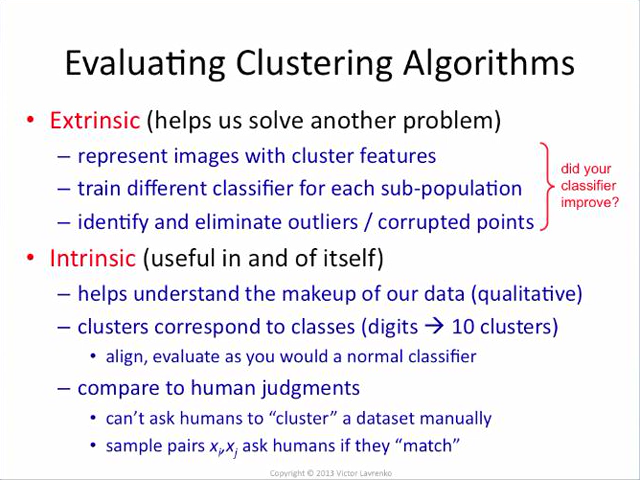 Evaluating Clustering Algorithms
• Extrinsic (helps us solve another problem)
– represent images with cluster features
– train different classifier for each sub-population
– identify and eliminate outliers / corrupted points
did your
classifier
improve?
• Intrinsic (useful in and of itself)
– helps understand the makeup of our data (qualitative)
– clusters correspond to classes (digits → 10 clusters)
• align, evaluate as you would a normal classifier
– compare to human judgments
• can't ask humans to “cluster” a dataset manually
• sample pairs xi,xj ask humans if they “match”
Copyright © 2013 Victor Lavrenko